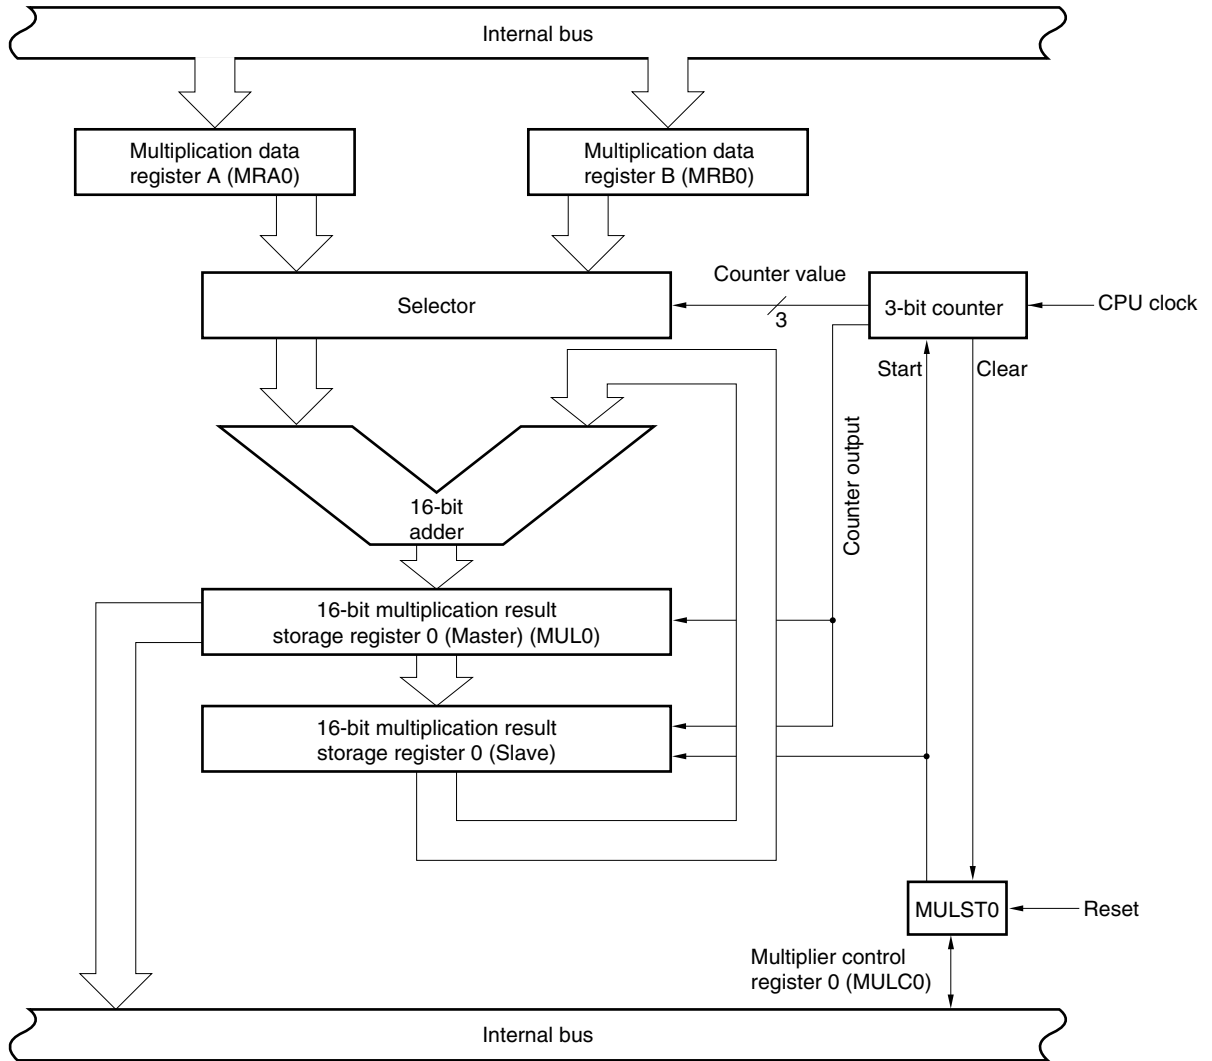 Internal bus
Multiplication data
register A (MRA0)
Multiplication data
register B (MRB0)
Counter value
3
Selector
3-bit counter
CPU clock
Start
Clear
Counter output
16-bit
adder
16-bit multiplication result
storage register 0 (Master) (MUL0)
16-bit multiplication result
storage register 0 (Slave)
MULST0
Reset
Multiplier control
register 0 (MULC0)
Internal bus